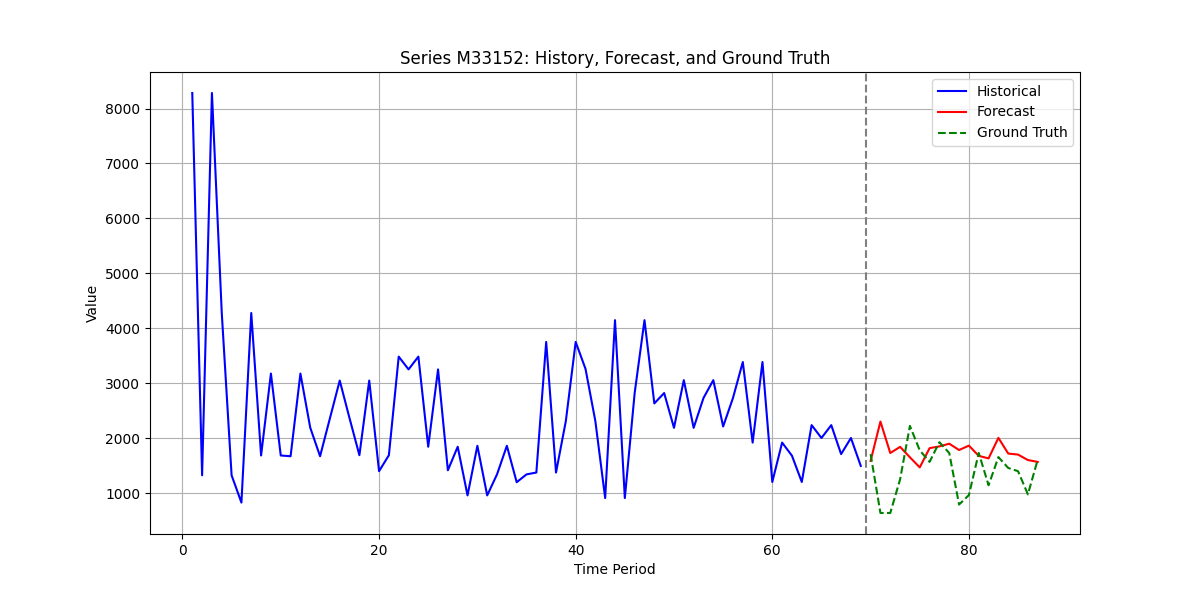 Series M33152: History, Forecast, and Ground Truth
Historical
Forecast
Ground Truth
Value
8000
7000
6000
5000
4000
3000
2000
1000
0 20 40 60 80
Time Period